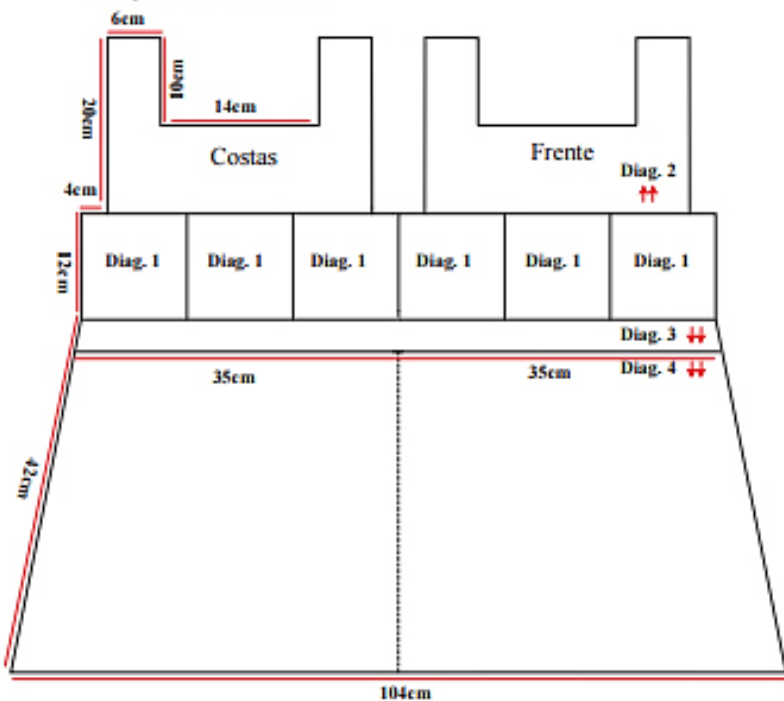 6cm
10cm
20cm
14cm
Costas
Frente
Diag. 2
4cm
12cm
Diag. 1
Diag. 1
Diag. 1
Diag. 1
Diag. 1
Diag. 1
Diag. 3
35cm
35cm
Diag. 4
42cm
104cm